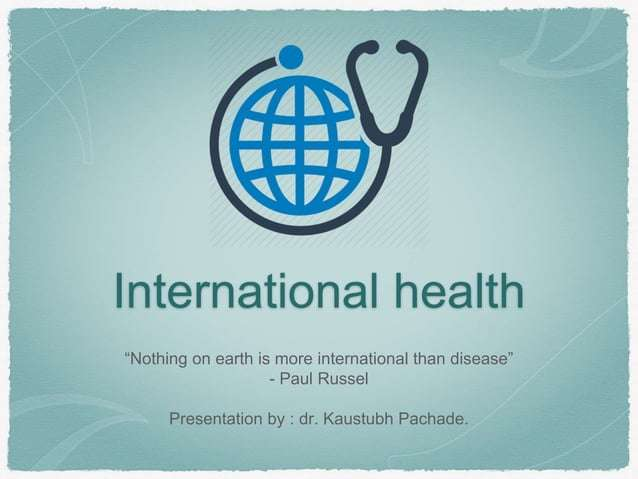 International health
“Nothing on earth is more international than disease”
- Paul Russel
Presentation by : dr. Kaustubh Pachade.